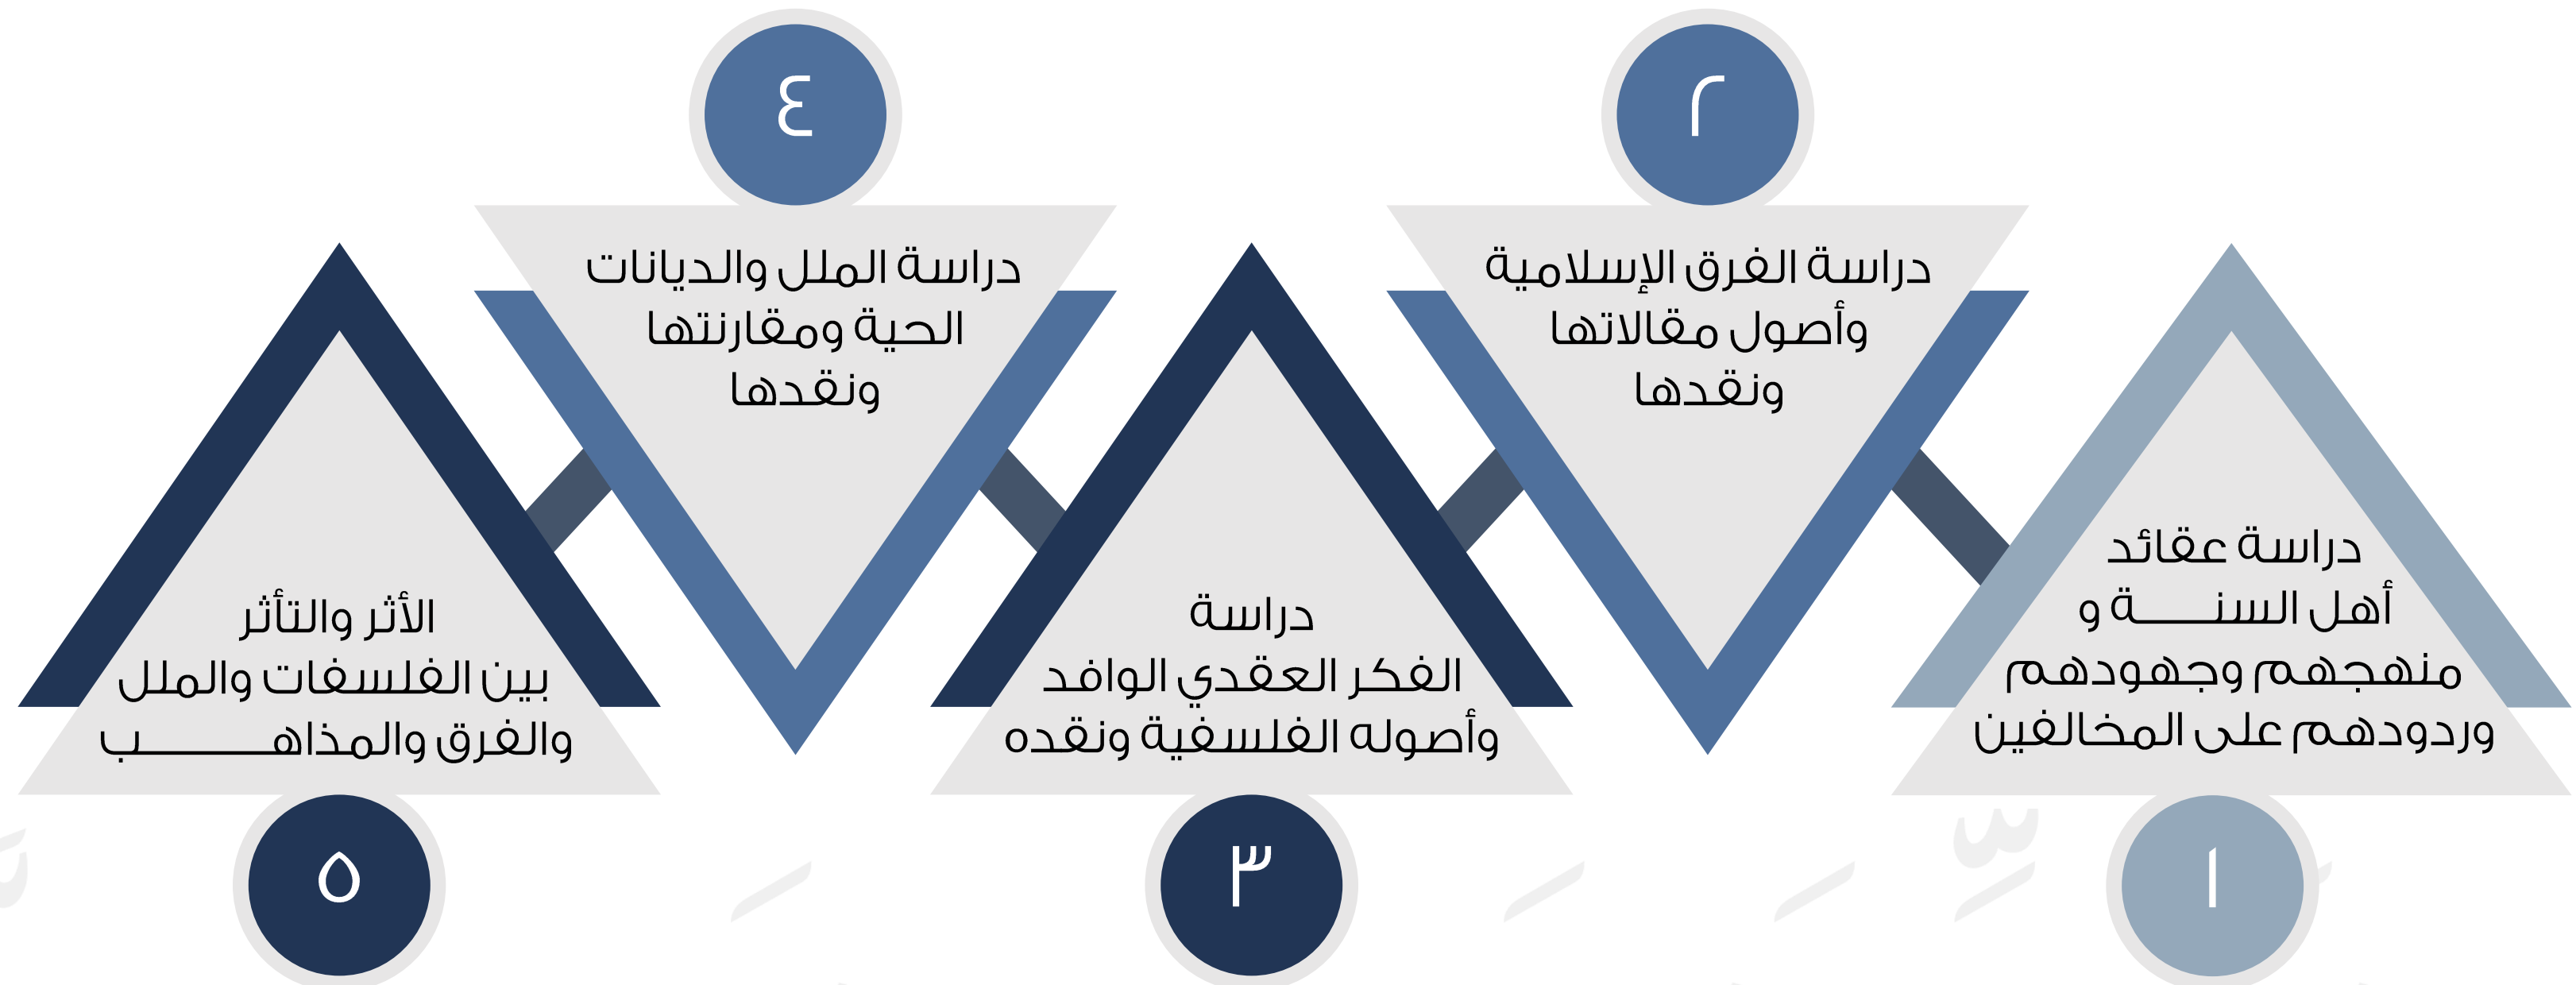 ١
دراسة عقائد
أهل السنـــــة و
منهجهم وجهودهم
وردودهم على المخالفين
٢
دراسة الفرق الإسلامية
وأصول مقالاتها
ونقدها
٣
دراسة
الفكر العقدي الوافد
وأصوله الفلسفية ونقده
٤
دراسة الملل والديانات
الحية ومقارنتها
ونقدها
٥
الأثر والتأثر
بين الفلسفات والملل
والفرق والمذاهــــــــب